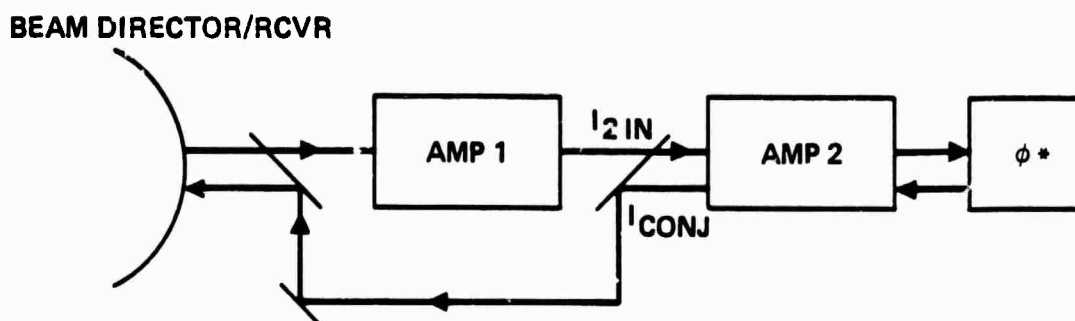 BEAM DIRECTOR/RCVR
AMP 1
I2 IN
AMP 2
ϕ *
ICONJ